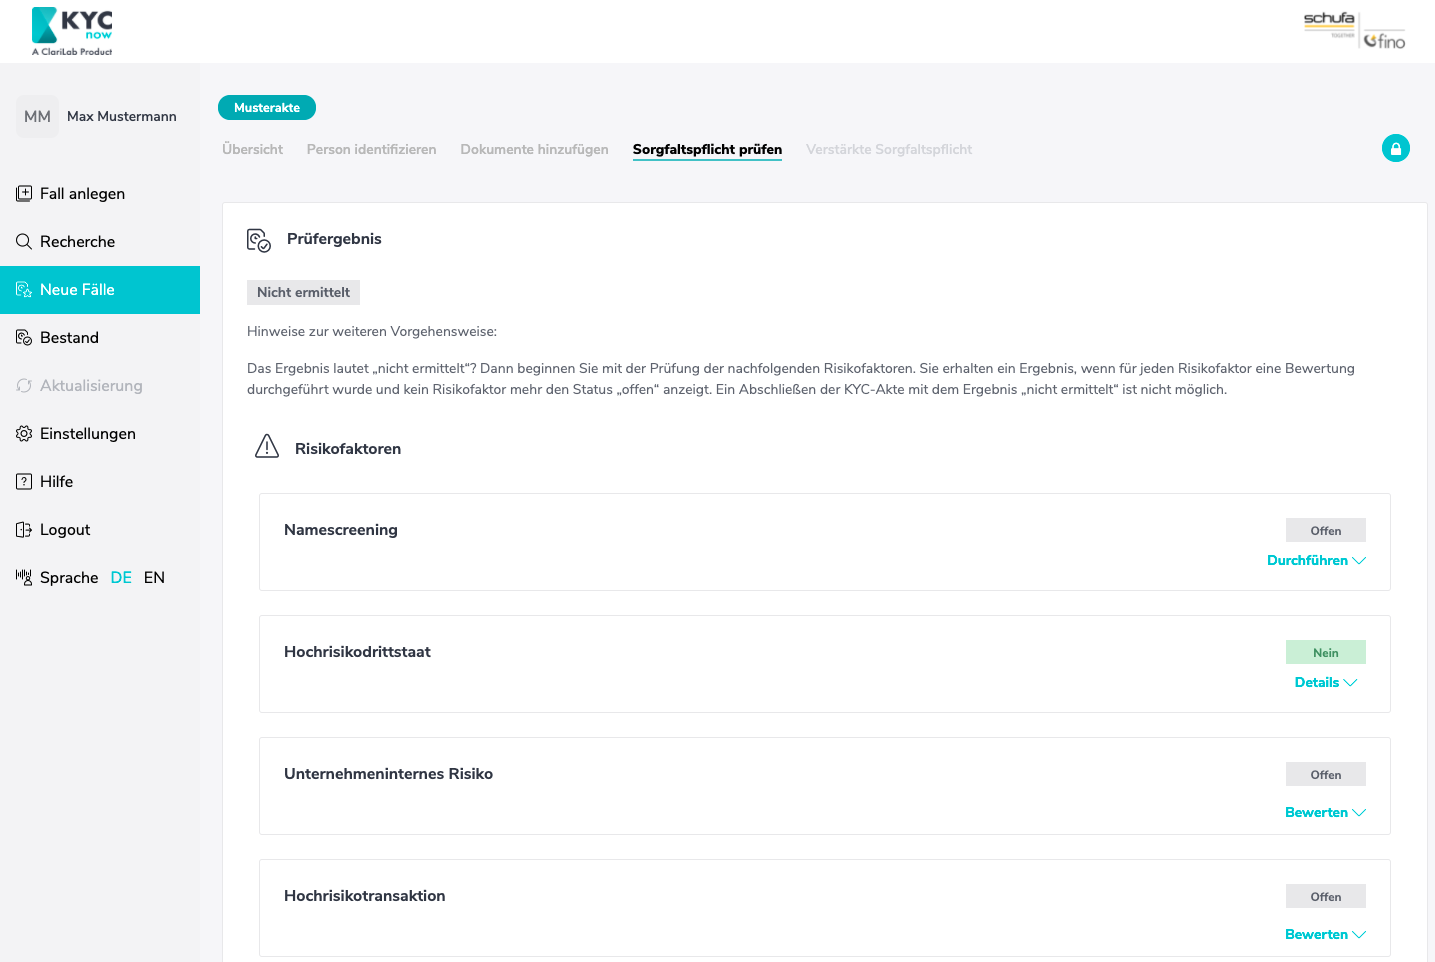 KYC
now
A ClariLab Product
schufa
TOGETHER
fino
MM
Max Mustermann
Fall anlegen
Recherche
Neue Fälle
Bestand
Aktualisierung
Einstellungen
Hilfe
Logout
Sprache DE EN
Musterakte
Übersicht Person identifizieren Dokumente hinzufügen Sorgfaltspflicht prüfen Verstärkte Sorgfaltspflicht
Prüfergebnis
Nicht ermittelt
Hinweise zur weiteren Vorgehensweise:
Das Ergebnis lautet „nicht ermittelt“? Dann beginnen Sie mit der Prüfung der nachfolgenden Risikofaktoren. Sie erhalten ein Ergebnis, wenn für jeden Risikofaktor eine Bewertung
durchgeführt wurde und kein Risikofaktor mehr den Status „offen“ anzeigt. Ein Abschließen der KYC-Akte mit dem Ergebnis „nicht ermittelt“ ist nicht möglich.
Risikofaktoren
Namescreening
Offen
Durchführen
Hochrisikodrittstaat
Nein
Details
Unternehmeninternes Risiko
Offen
Bewerten
Hochrisikotransaktion
Offen
Bewerten